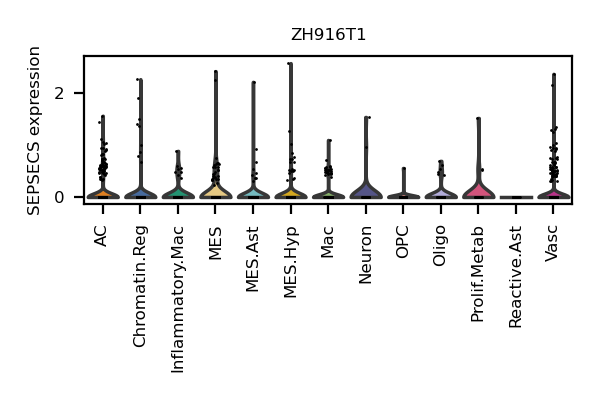 ZH916T1
SEPSECS expression
2
0
AC
Chromatin.Reg
Inflammatory.Mac
MES
MES.Ast
MES.Hyp
Mac
Neuron
OPC
Oligo
Prolif.Metab
Reactive.Ast
Vasc